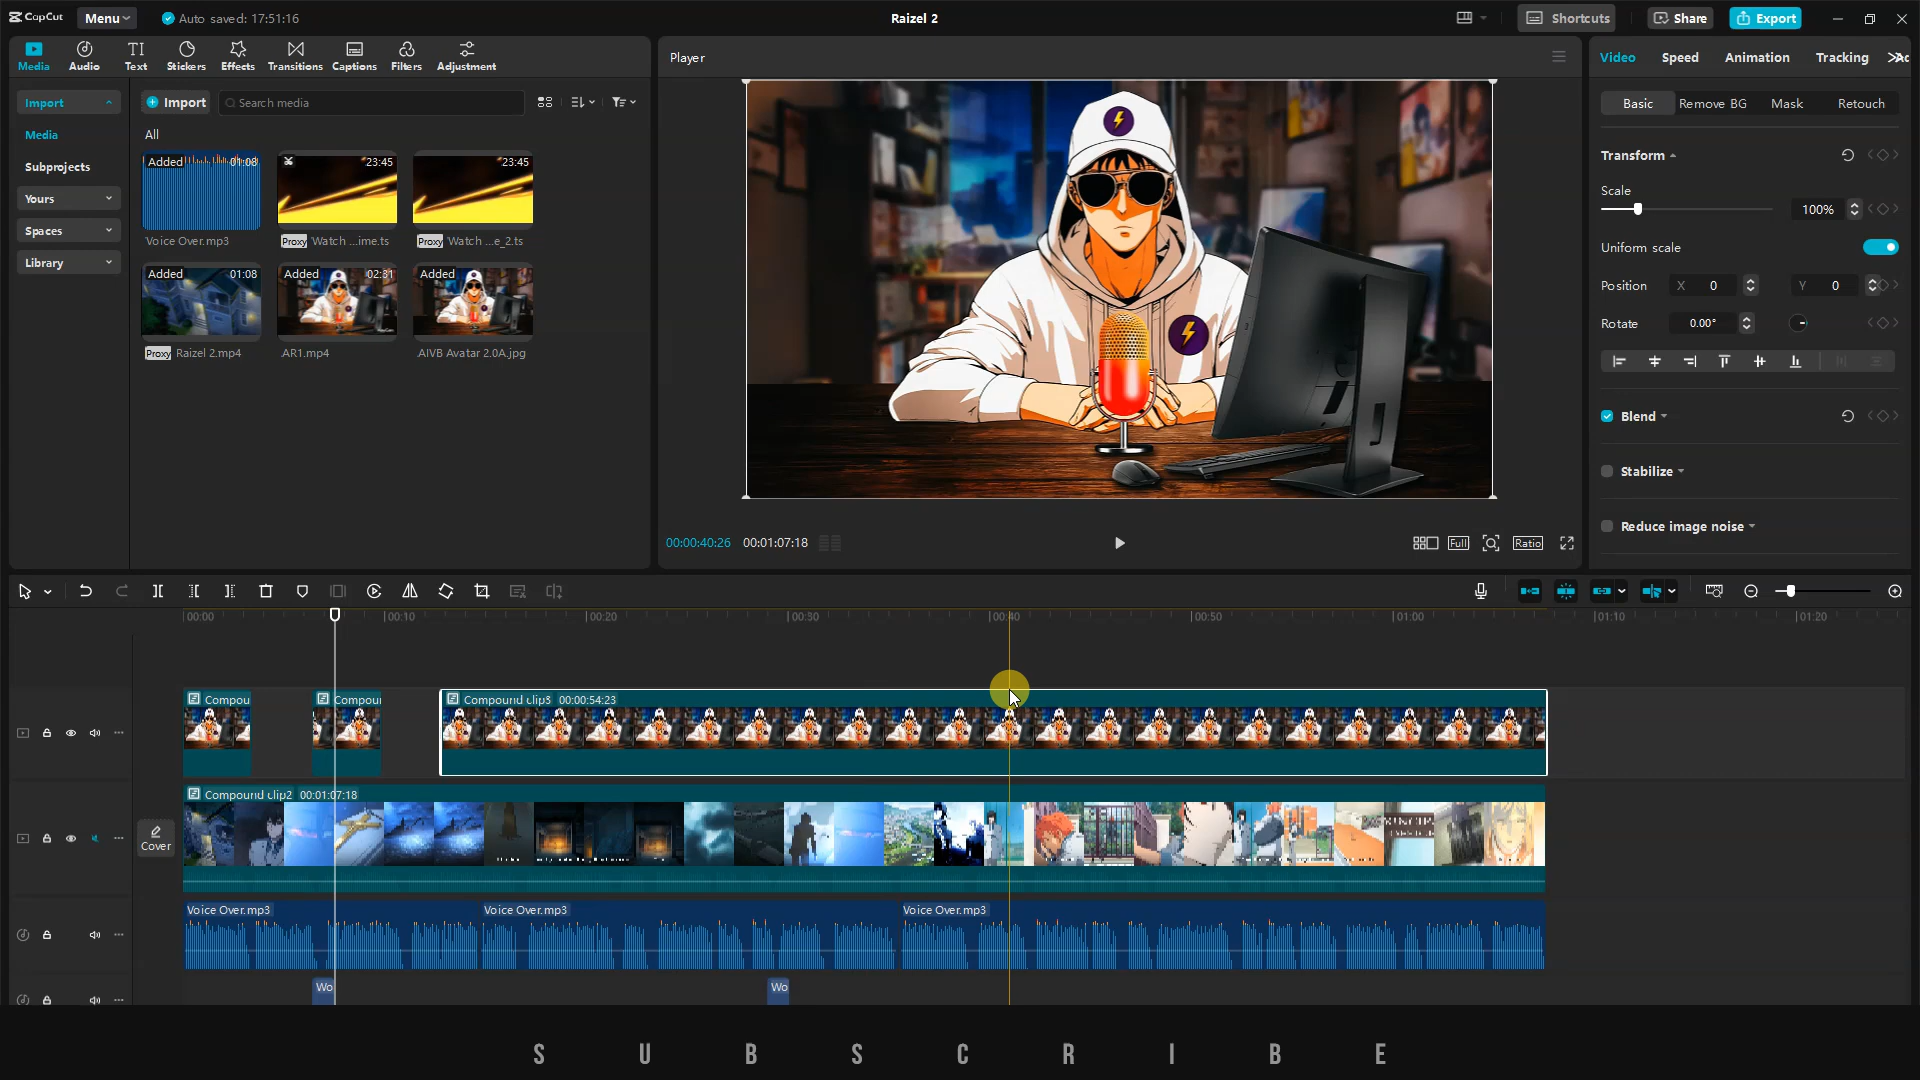 CapCut Menu Auto saved: 17:51:16 Raizel 2 Shortcuts Share Export
Media Audio Text Stickers Effects Transitions Captions Filters Adjustment
Player
Video Speed Animation Tracking
Import
Media
Subprojects
Yours
Spaces
Library
Import Search media
All
Added 01:08 23:45 23:45
Voice Over.mp3 Proxy Watch ...ime.ts Proxy Watch ...e_2.ts
Added 01:08 Added 02:31 Added
Proxy Raizel 2.mp4 .AR1.mp4 .AIVB Avatar 2.0A.jpg
00:00:40:26 00:01:07:18 Full Ratio
Basic Remove BG Mask Retouch
Transform
Scale
100%
Uniform scale
Position X 0 Y 0
Rotate 0.00°
Blend
Stabilize
Reduce image noise
00:00 00:10 00:20 00:30 00:40 00:50 01:00 01:10 01:20
Compou Compour Compound clip3 00:00:54:23
Compound clip2 00:01:07:18
Cover
Voice Over.mp3 Voice Over.mp3 Voice Over.mp3
Wo Wo
S U B S C R I B E